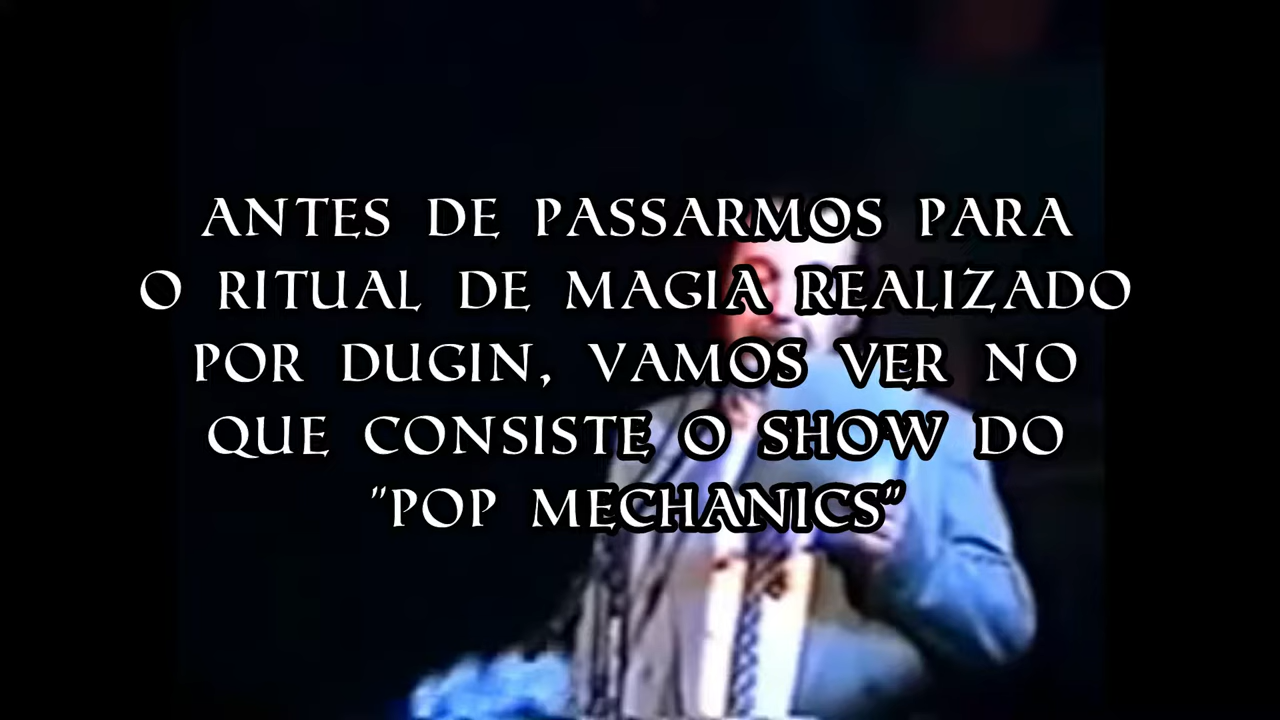 ANTES DE PASSARMOS PARA
O RITUAL DE MAGIA REALIZADO
POR DUGIN, VAMOS VER NO
QUE CONSISTE O SHOW DO
"POP MECHANICS"